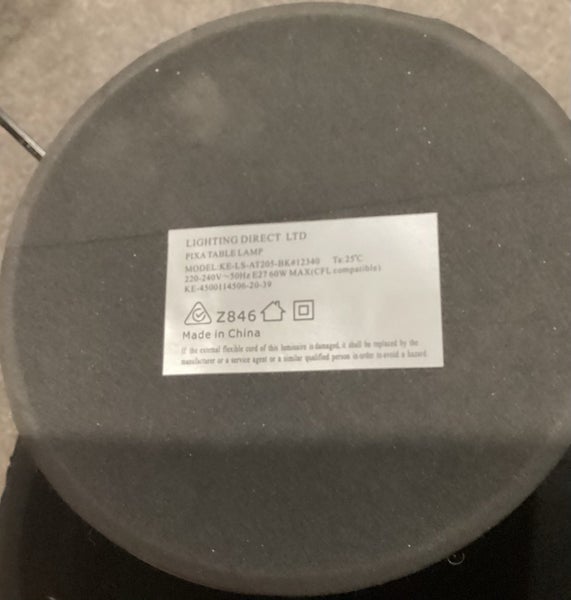 LIGHTING DIRECT LTD
PIXA TABLE LAMP
MODEL:KE-LS-AT205-BK#12340 Ta:25℃
220-240V~50Hz E27 60W MAX(CFL compatible)
KE-4500114506-20-39
Z846
Made in China
If the external flexible cord of this luminaire is damaged, it shall be replaced by the
manufacturer or a service agent or a similar qualified person in order to avoid a hazard